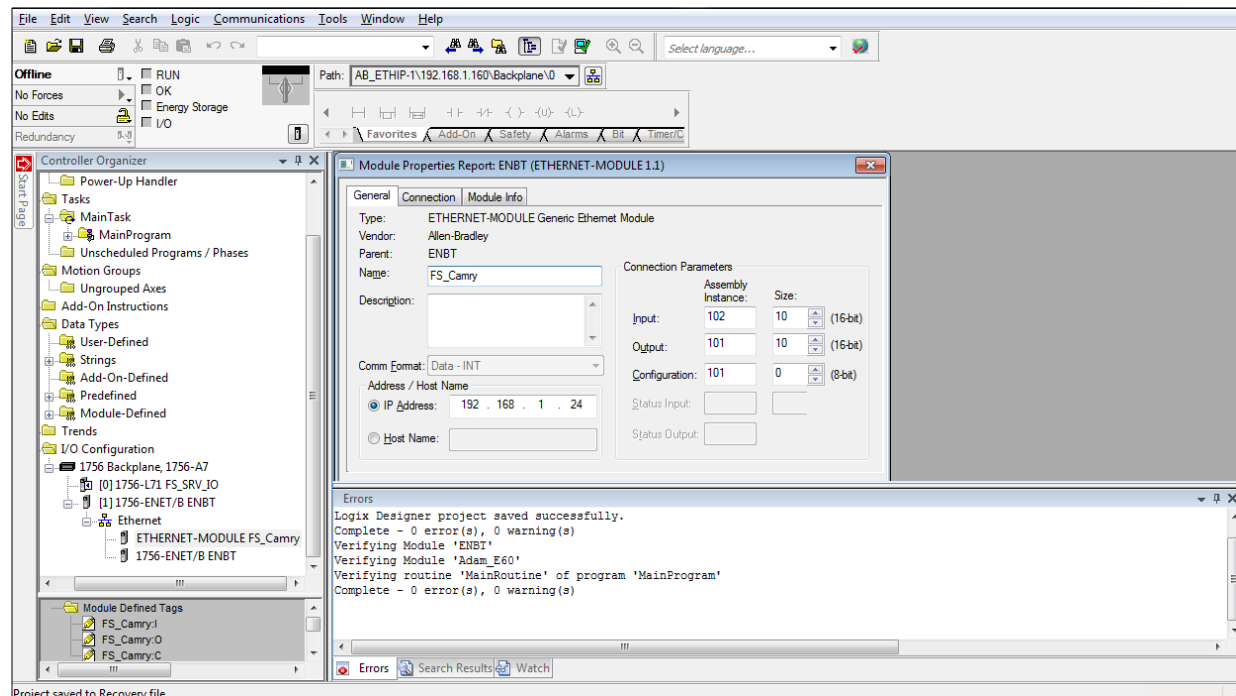 File Edit View Search Logic Communications Tools Window Help
Select language...
Offline
RUN
No Forces
OK
Energy Storage
No Edits
I/O
Redundancy
Path: AB_ETHIP-1\192.168.1.160\Backplane\0
Favorites Add-On Safety Alarms Bit Timer/C
Start Page
Controller Organizer
Power-Up Handler
Tasks
MainTask
MainProgram
Unscheduled Programs / Phases
Motion Groups
Ungrouped Axes
Add-On Instructions
Data Types
User-Defined
Strings
Add-On-Defined
Predefined
Module-Defined
Trends
I/O Configuration
1756 Backplane, 1756-A7
[0] 1756-L71 FS_SRV_IO
[1] 1756-ENET/B ENBT
Ethernet
ETHERNET-MODULE FS_Camry
1756-ENET/B ENBT
Module Defined Tags
FS_Camry:I
FS_Camry:O
FS_Camry:C
Module Properties Report: ENBT (ETHERNET-MODULE 1.1)
General Connection Module Info
Type: ETHERNET-MODULE Generic Ethernet Module
Vendor: Allen-Bradley
Parent: ENBT
Name: FS_Camry
Description:
Comm Format: Data - INT
Address / Host Name
IP Address: 192 . 168 . 1 . 24
Host Name:
Connection Parameters
Assembly
Instance: Size:
Input: 102 10 (16-bit)
Output: 101 10 (16-bit)
Configuration: 101 0 (8-bit)
Status Input:
Status Output:
Errors
Logix Designer project saved successfully.
Complete - 0 error(s), 0 warning(s)
Verifying Module 'ENBT'
Verifying Module 'Adam_E60'
Verifying routine 'MainRoutine' of program 'MainProgram'
Complete - 0 error(s), 0 warning(s)
Errors Search Results Watch
Project saved to Recovery file